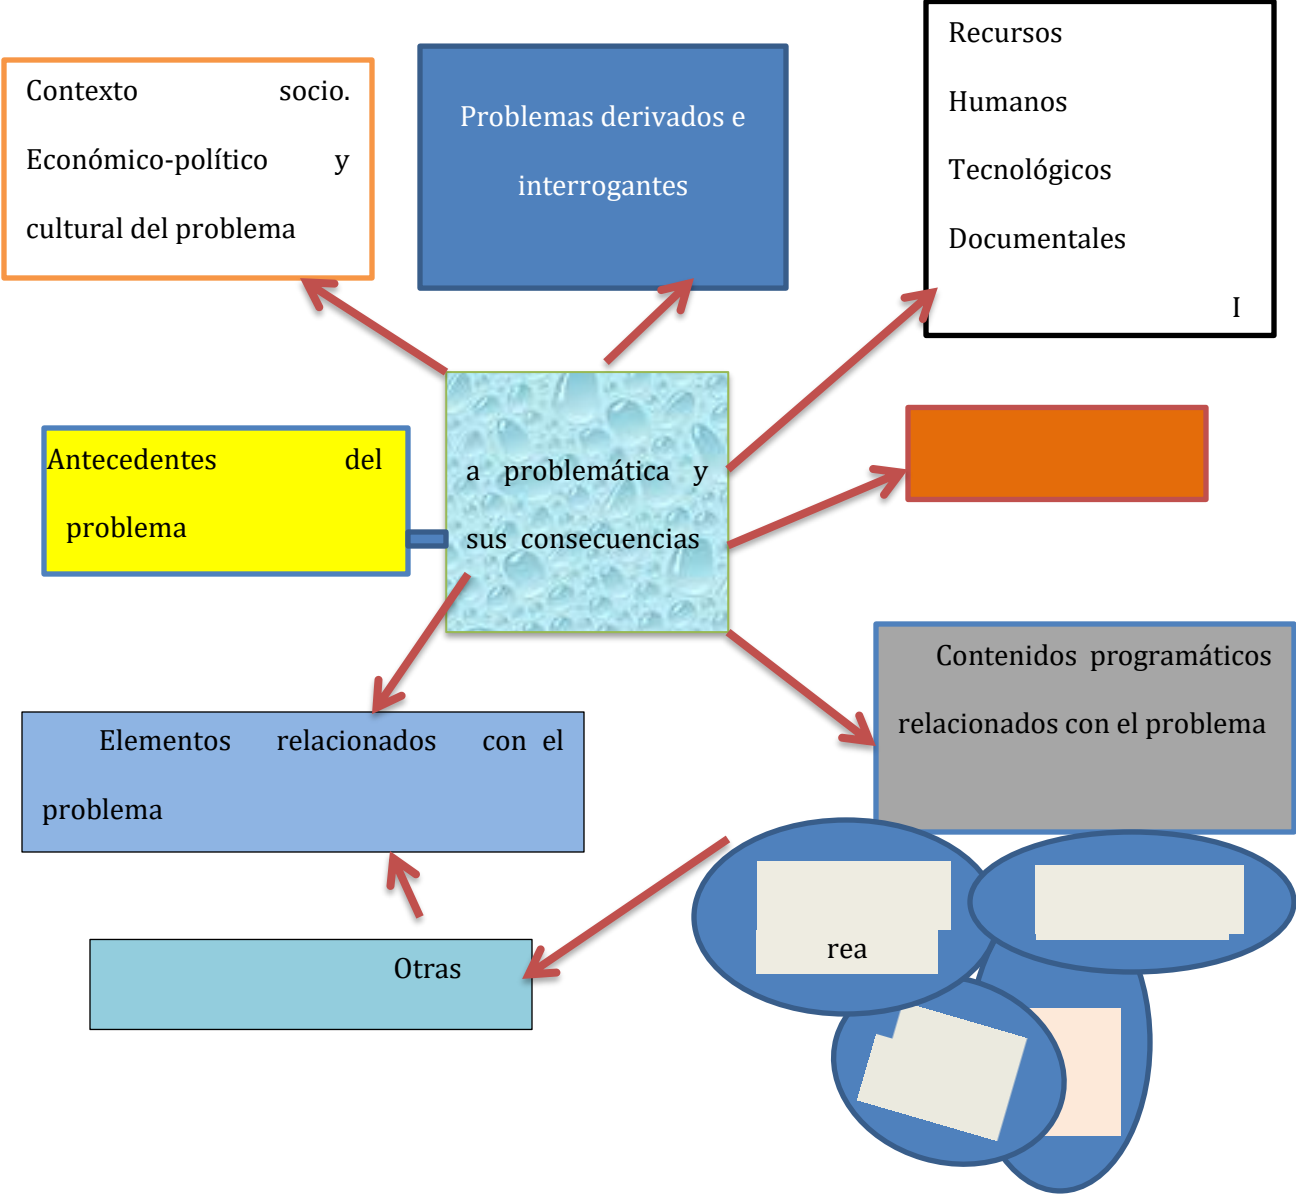 Contexto socio.
Económico-político y
cultural del problema
Problemas derivados e
interrogantes
Recursos
Humanos
Tecnológicos
Documentales
I
Antecedentes del
problema
a problemática y
sus consecuencias
Contenidos programáticos
relacionados con el problema
Elementos relacionados con el
problema
rea
Otras